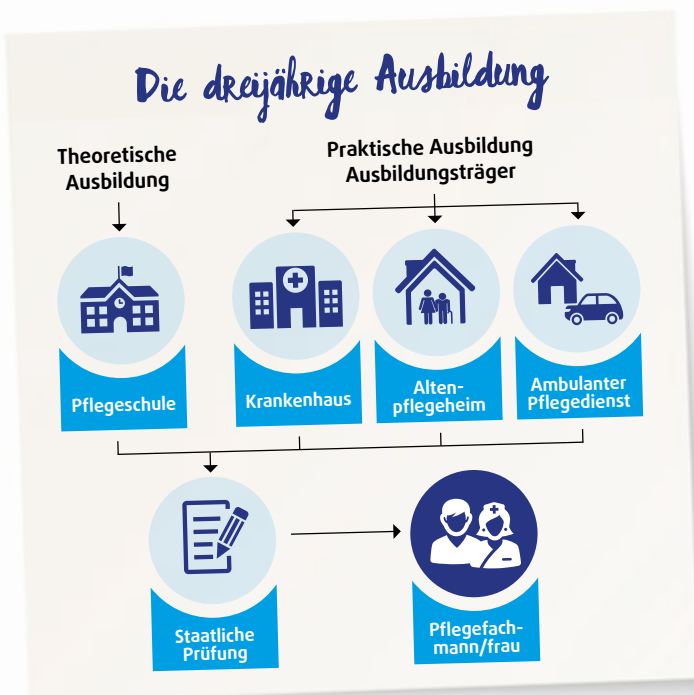 Die dreijährige Ausbildung
Theoretische
Ausbildung
Praktische Ausbildung
Ausbildungsträger
Pflegeschule
Krankenhaus
Alten-
pflegeheim
Ambulanter
Pflegedienst
Staatliche
Prüfung
Pflegefach-
mann/frau